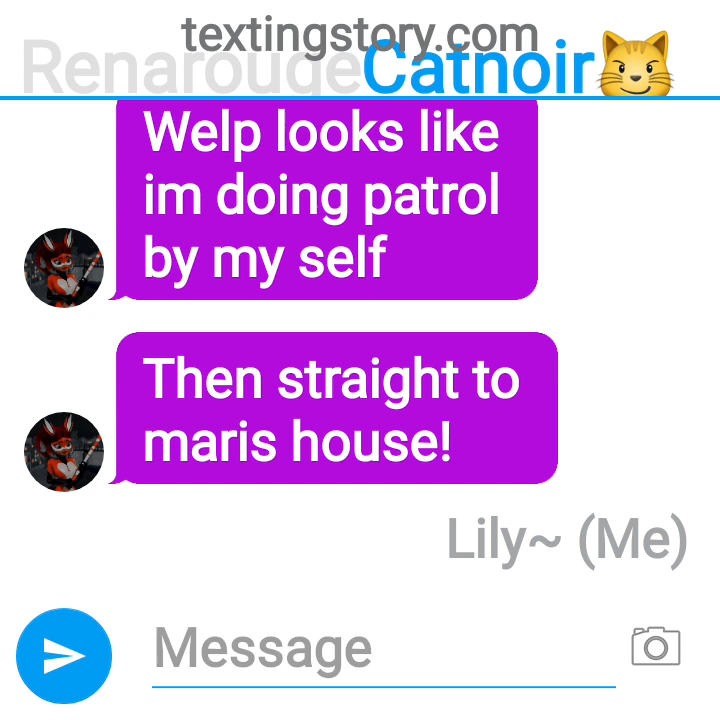 textingstory.com
Renarouge Catnoir😼
Welp looks like
im doing patrol
by my self
Then straight to
maris house!
Lily~ (Me)
Message